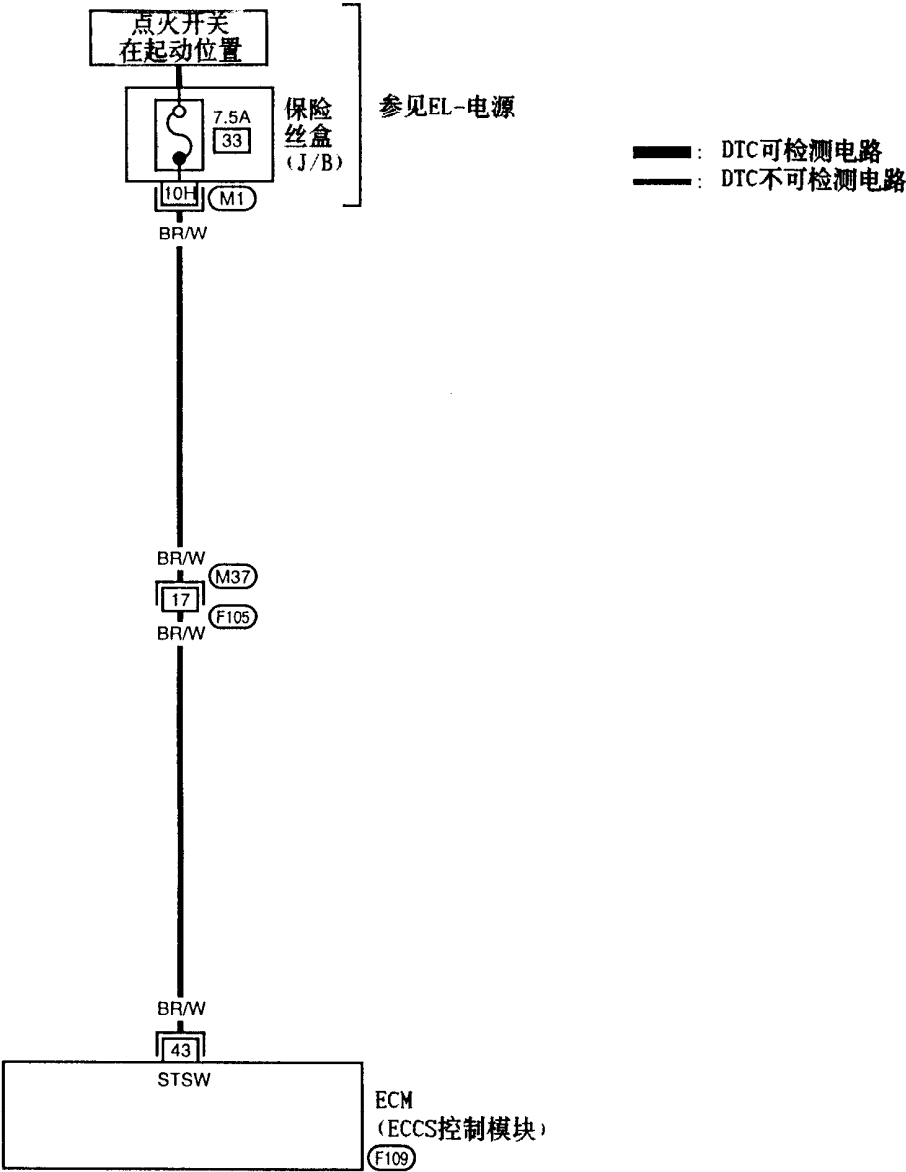 点火开关
在起动位置
7.5A
33
保险
丝盒
(J/B)
参见EL-电源
: DTC可检测电路
: DTC不可检测电路
10H
M1
BR/W
BR/W
M37
17
F105
BR/W
BR/W
43
STSW
ECM
(ECCS控制模块)
F109